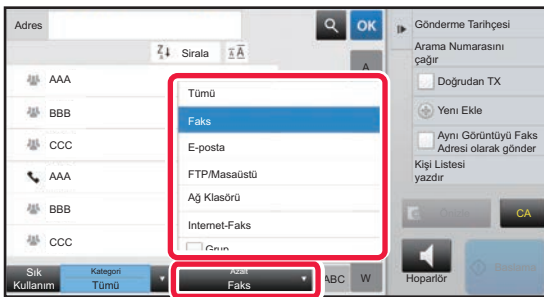 Adres
OK
Z
A
Sirala
A
AAA
BBB
CCC
AAA
BBB
CCC
Tümü
Faks
E-posta
FTP/Masaüstü
Ağ Klasörü
Internet-Faks
Grup
Sık
Kullanım
Kategori
Tümü
Azalt
Faks
ABC
W
Gönderme Tarihçesi
Arama Numarasını
çağır
Doğrudan TX
Yeni Ekle
Aynı Görüntüyü Faks
Adresi olarak gönder
Kişi Listesi
yazdır
CA
Hoparlör